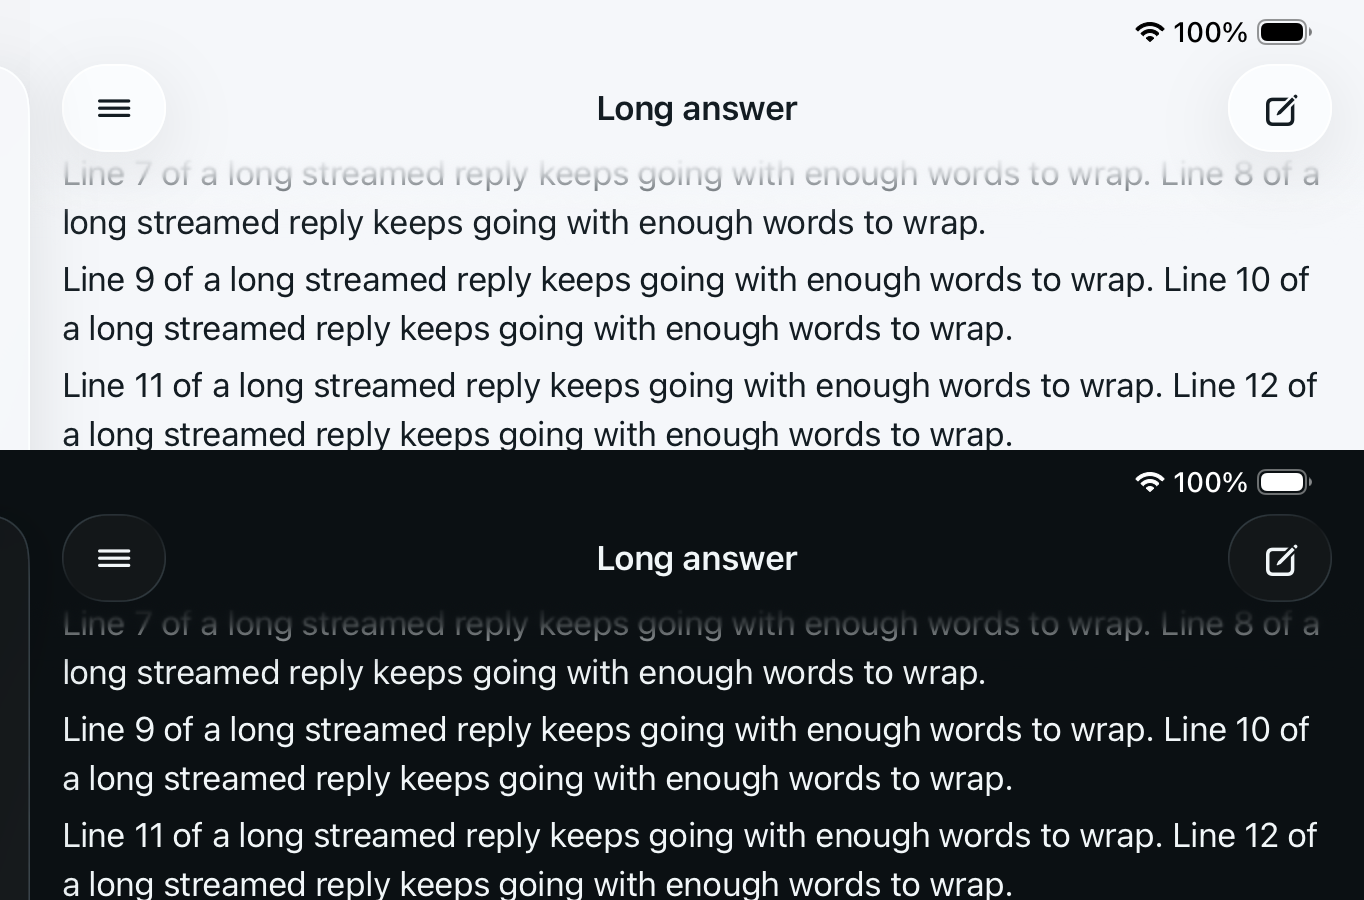 100%
Long answer
Line 7 of a long streamed reply keeps going with enough words to wrap. Line 8 of a
long streamed reply keeps going with enough words to wrap.
Line 9 of a long streamed reply keeps going with enough words to wrap. Line 10 of
a long streamed reply keeps going with enough words to wrap.
Line 11 of a long streamed reply keeps going with enough words to wrap. Line 12 of
a long streamed reply keeps going with enough words to wrap.
100%
Long answer
Line 7 of a long streamed reply keeps going with enough words to wrap. Line 8 of a
long streamed reply keeps going with enough words to wrap.
Line 9 of a long streamed reply keeps going with enough words to wrap. Line 10 of
a long streamed reply keeps going with enough words to wrap.
Line 11 of a long streamed reply keeps going with enough words to wrap. Line 12 of
a long streamed reply keeps going with enough words to wrap.